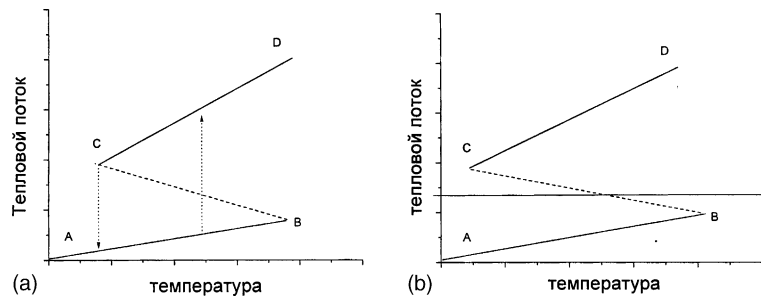 Тепловой поток
D
C
A
B
(a)
температура
тепловой поток
D
C
A
B
(b)
температура